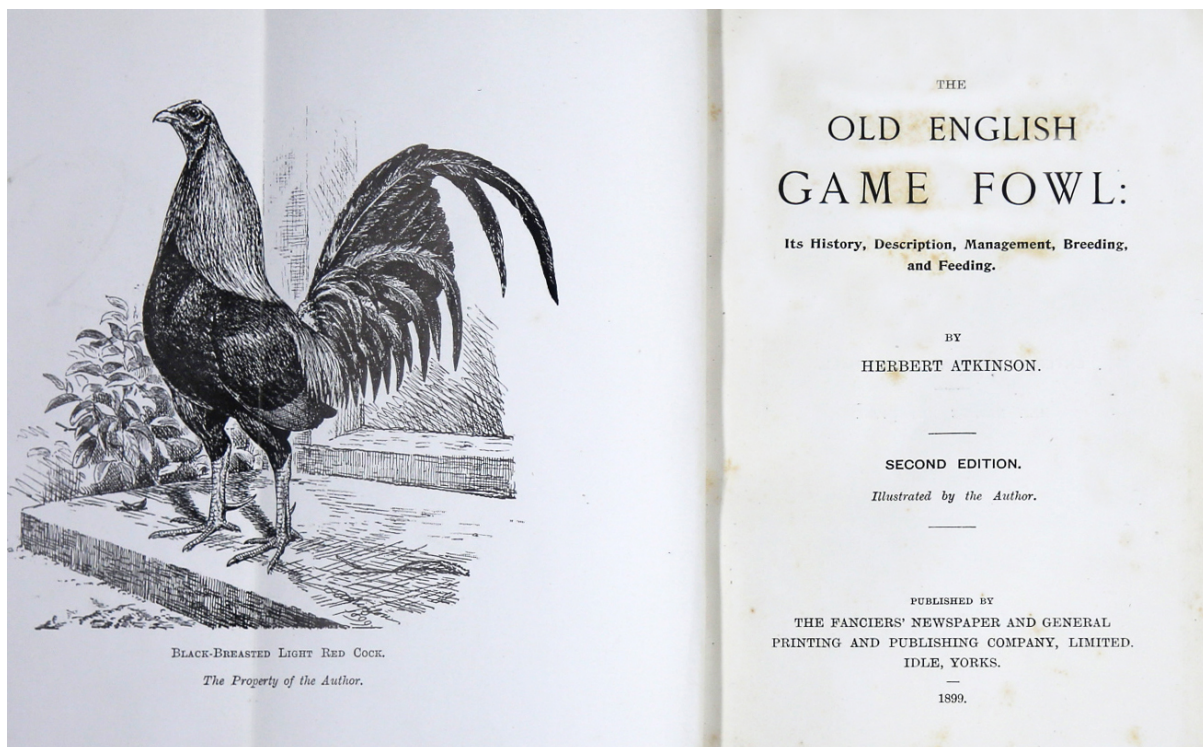 BLACK-BREASTED LIGHT RED COCK.
The Property of the Author.
THE
OLD ENGLISH
GAME FOWL:
Its History, Description, Management, Breeding,
and Feeding.
BY
HERBERT ATKINSON.
SECOND EDITION.
Illustrated by the Author.
PUBLISHED BY
THE FANCIERS' NEWSPAPER AND GENERAL
PRINTING AND PUBLISHING COMPANY, LIMITED.
IDLE, YORKS.
1899.